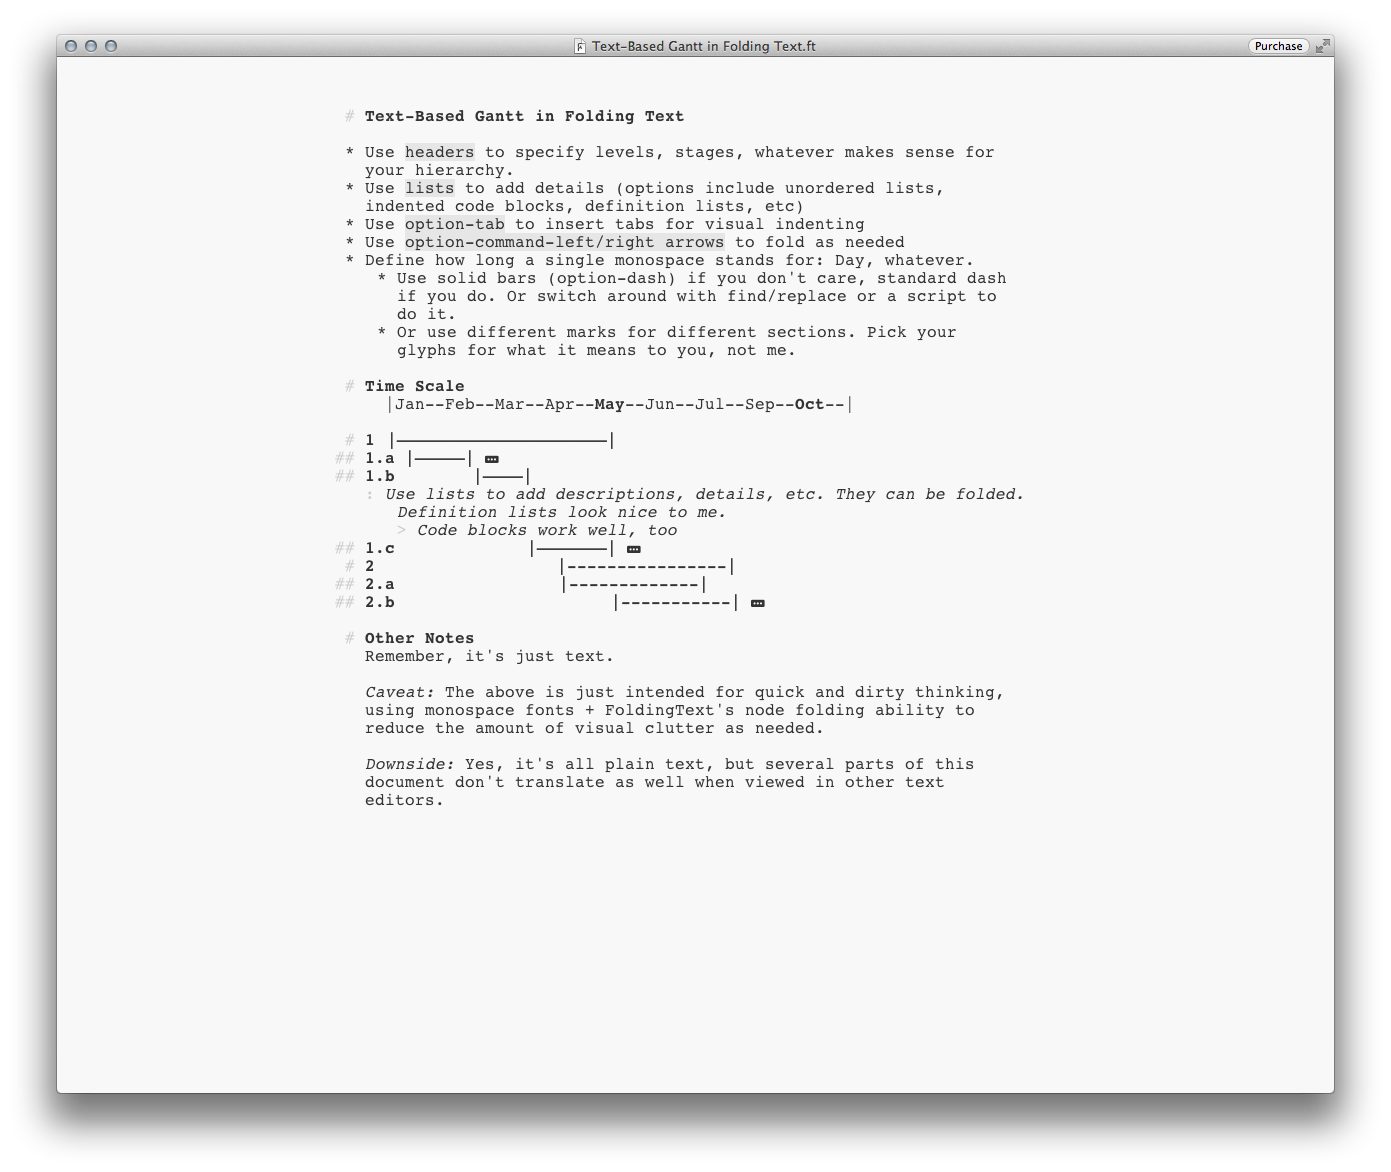 Text-Based Gantt in Folding Text.ft
Purchase
# Text-Based Gantt in Folding Text
* Use headers to specify levels, stages, whatever makes sense for
your hierarchy.
* Use lists to add details (options include unordered lists,
indented code blocks, definition lists, etc)
* Use option-tab to insert tabs for visual indenting
* Use option-command-left/right arrows to fold as needed
* Define how long a single monospace stands for: Day, whatever.
* Use solid bars (option-dash) if you don't care, standard dash
if you do. Or switch around with find/replace or a script to
do it.
* Or use different marks for different sections. Pick your
glyphs for what it means to you, not me.
# Time Scale
|Jan--Feb--Mar--Apr--May--Jun--Jul--Sep--Oct--|
# 1 |—————————————————————|
## 1.a |—————| ...
## 1.b |————|
: Use lists to add descriptions, details, etc. They can be folded.
Definition lists look nice to me.
> Code blocks work well, too
## 1.c |———————| ...
# 2 |----------------|
## 2.a |-------------|
## 2.b |-----------| ...
# Other Notes
Remember, it's just text.
Caveat: The above is just intended for quick and dirty thinking,
using monospace fonts + FoldingText's node folding ability to
reduce the amount of visual clutter as needed.
Downside: Yes, it's all plain text, but several parts of this
document don't translate as well when viewed in other text
editors.